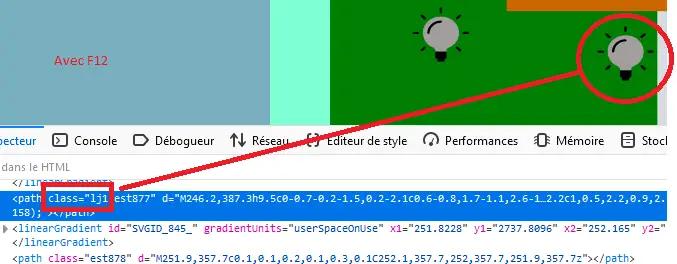 Avec F12
pecteur Console Débogueur Réseau Éditeur de style Performances Mémoire Stoc
dans le HTML
</linearGradient>
<path class="lj1 est877" d="M246.2,387.3h9.5c0-0.7-0.2-1.5,0.2-2.1c0.6-0.8,1.7-1.1,2.6-1…2.2c1,0.5,2.2,0.9,2.
158); ></path>
<linearGradient id="SVGID_845_" gradientUnits="userSpaceOnUse" x1="251.8228" y1="2737.8096" x2="252.165" y2="
</linearGradient>
<path class="est878" d="M251.9,357.7c0.1,0.1,0.2,0.1,0.3,0.1C252.1,357.7,252,357.7,251.9,357.7z"></path>